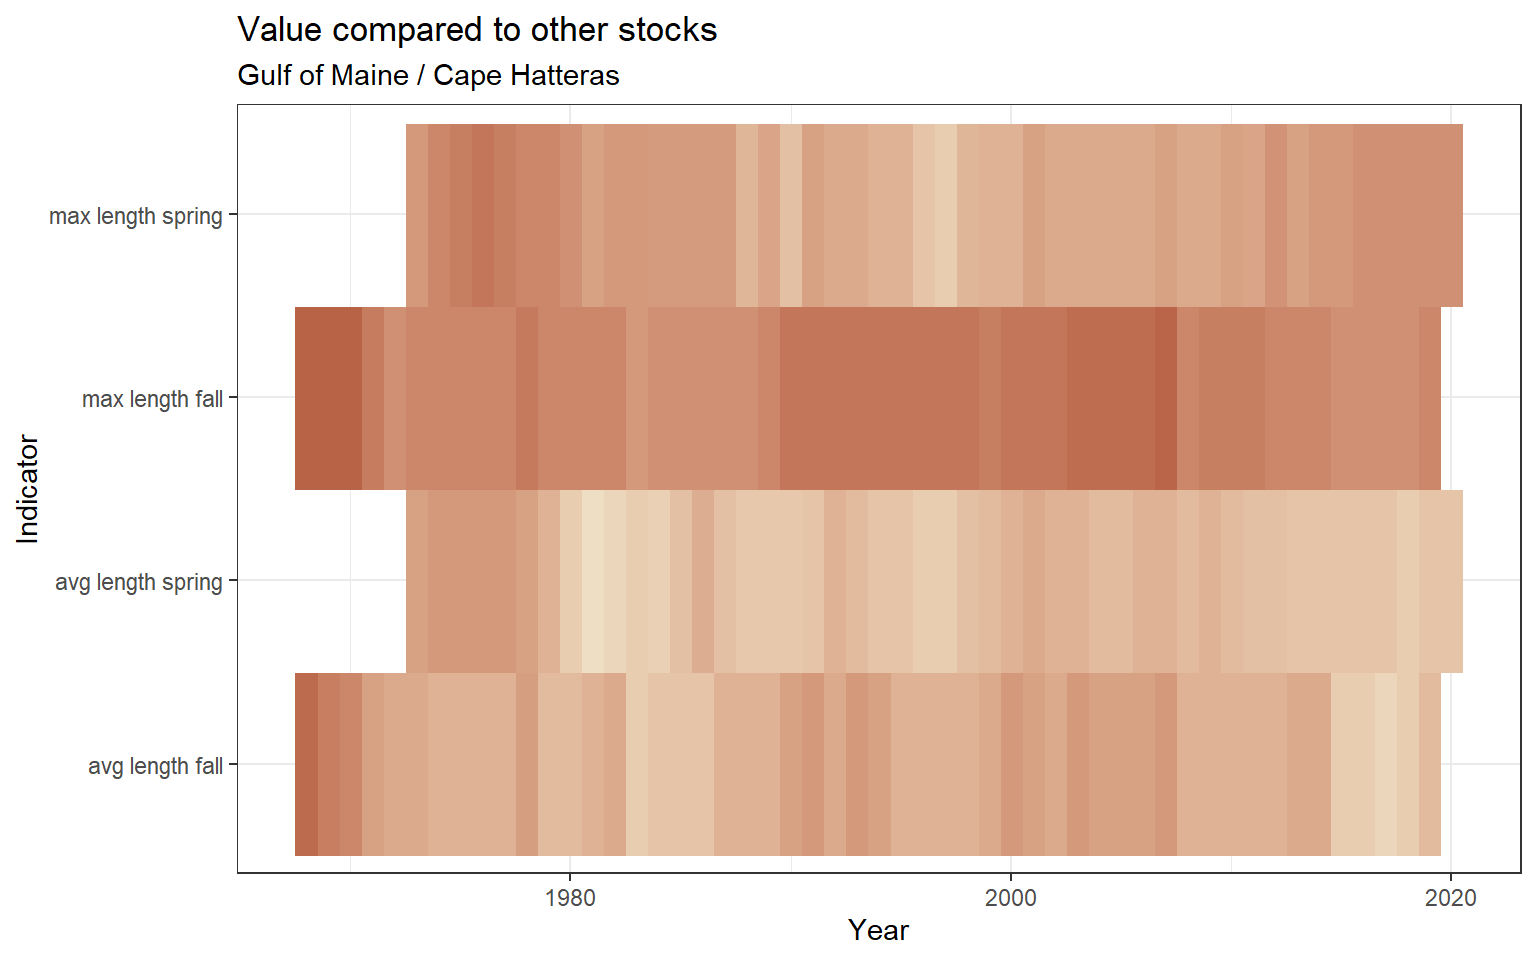 Value compared to other stocks
Gulf of Maine / Cape Hatteras
Indicator
max length spring
max length fall
avg length spring
avg length fall
1980
2000
2020
Year